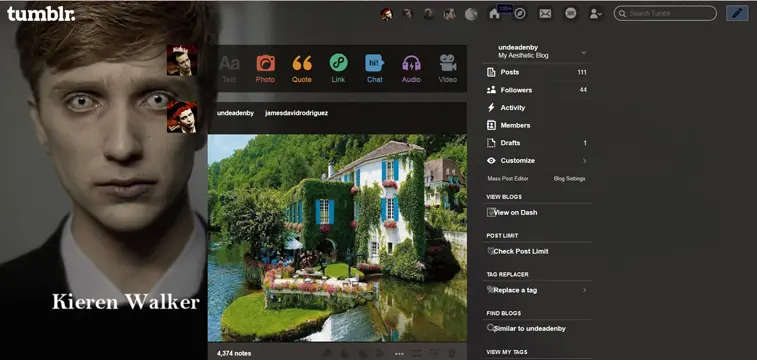 tumblr.
99+
Search Tumblr
undeadenby
My Aesthetic Blog
Aa
hi!
Text Photo Quote Link Chat Audio Video
Posts 111
Followers 44
Activity
Members
Drafts 1
Customize
Mass Post Editor Blog Settings
undeadenby jamesdavidrodriguez
VIEW BLOGS
View on Dash
POST LIMIT
Check Post Limit
TAG REPLACER
Replace a tag
FIND BLOGS
Similar to undeadenby
VIEW MY TAGS
Kieren Walker
4,374 notes